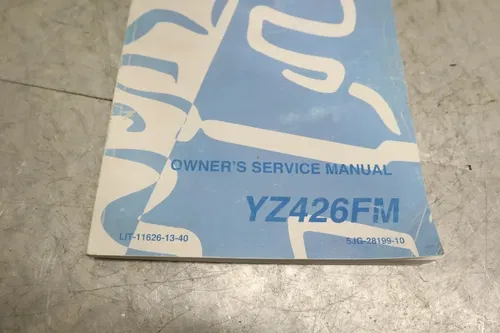 OWNER'S SERVICE MANUAL
YZ426FM
LIT-11626-13-40
5JG-28199-10